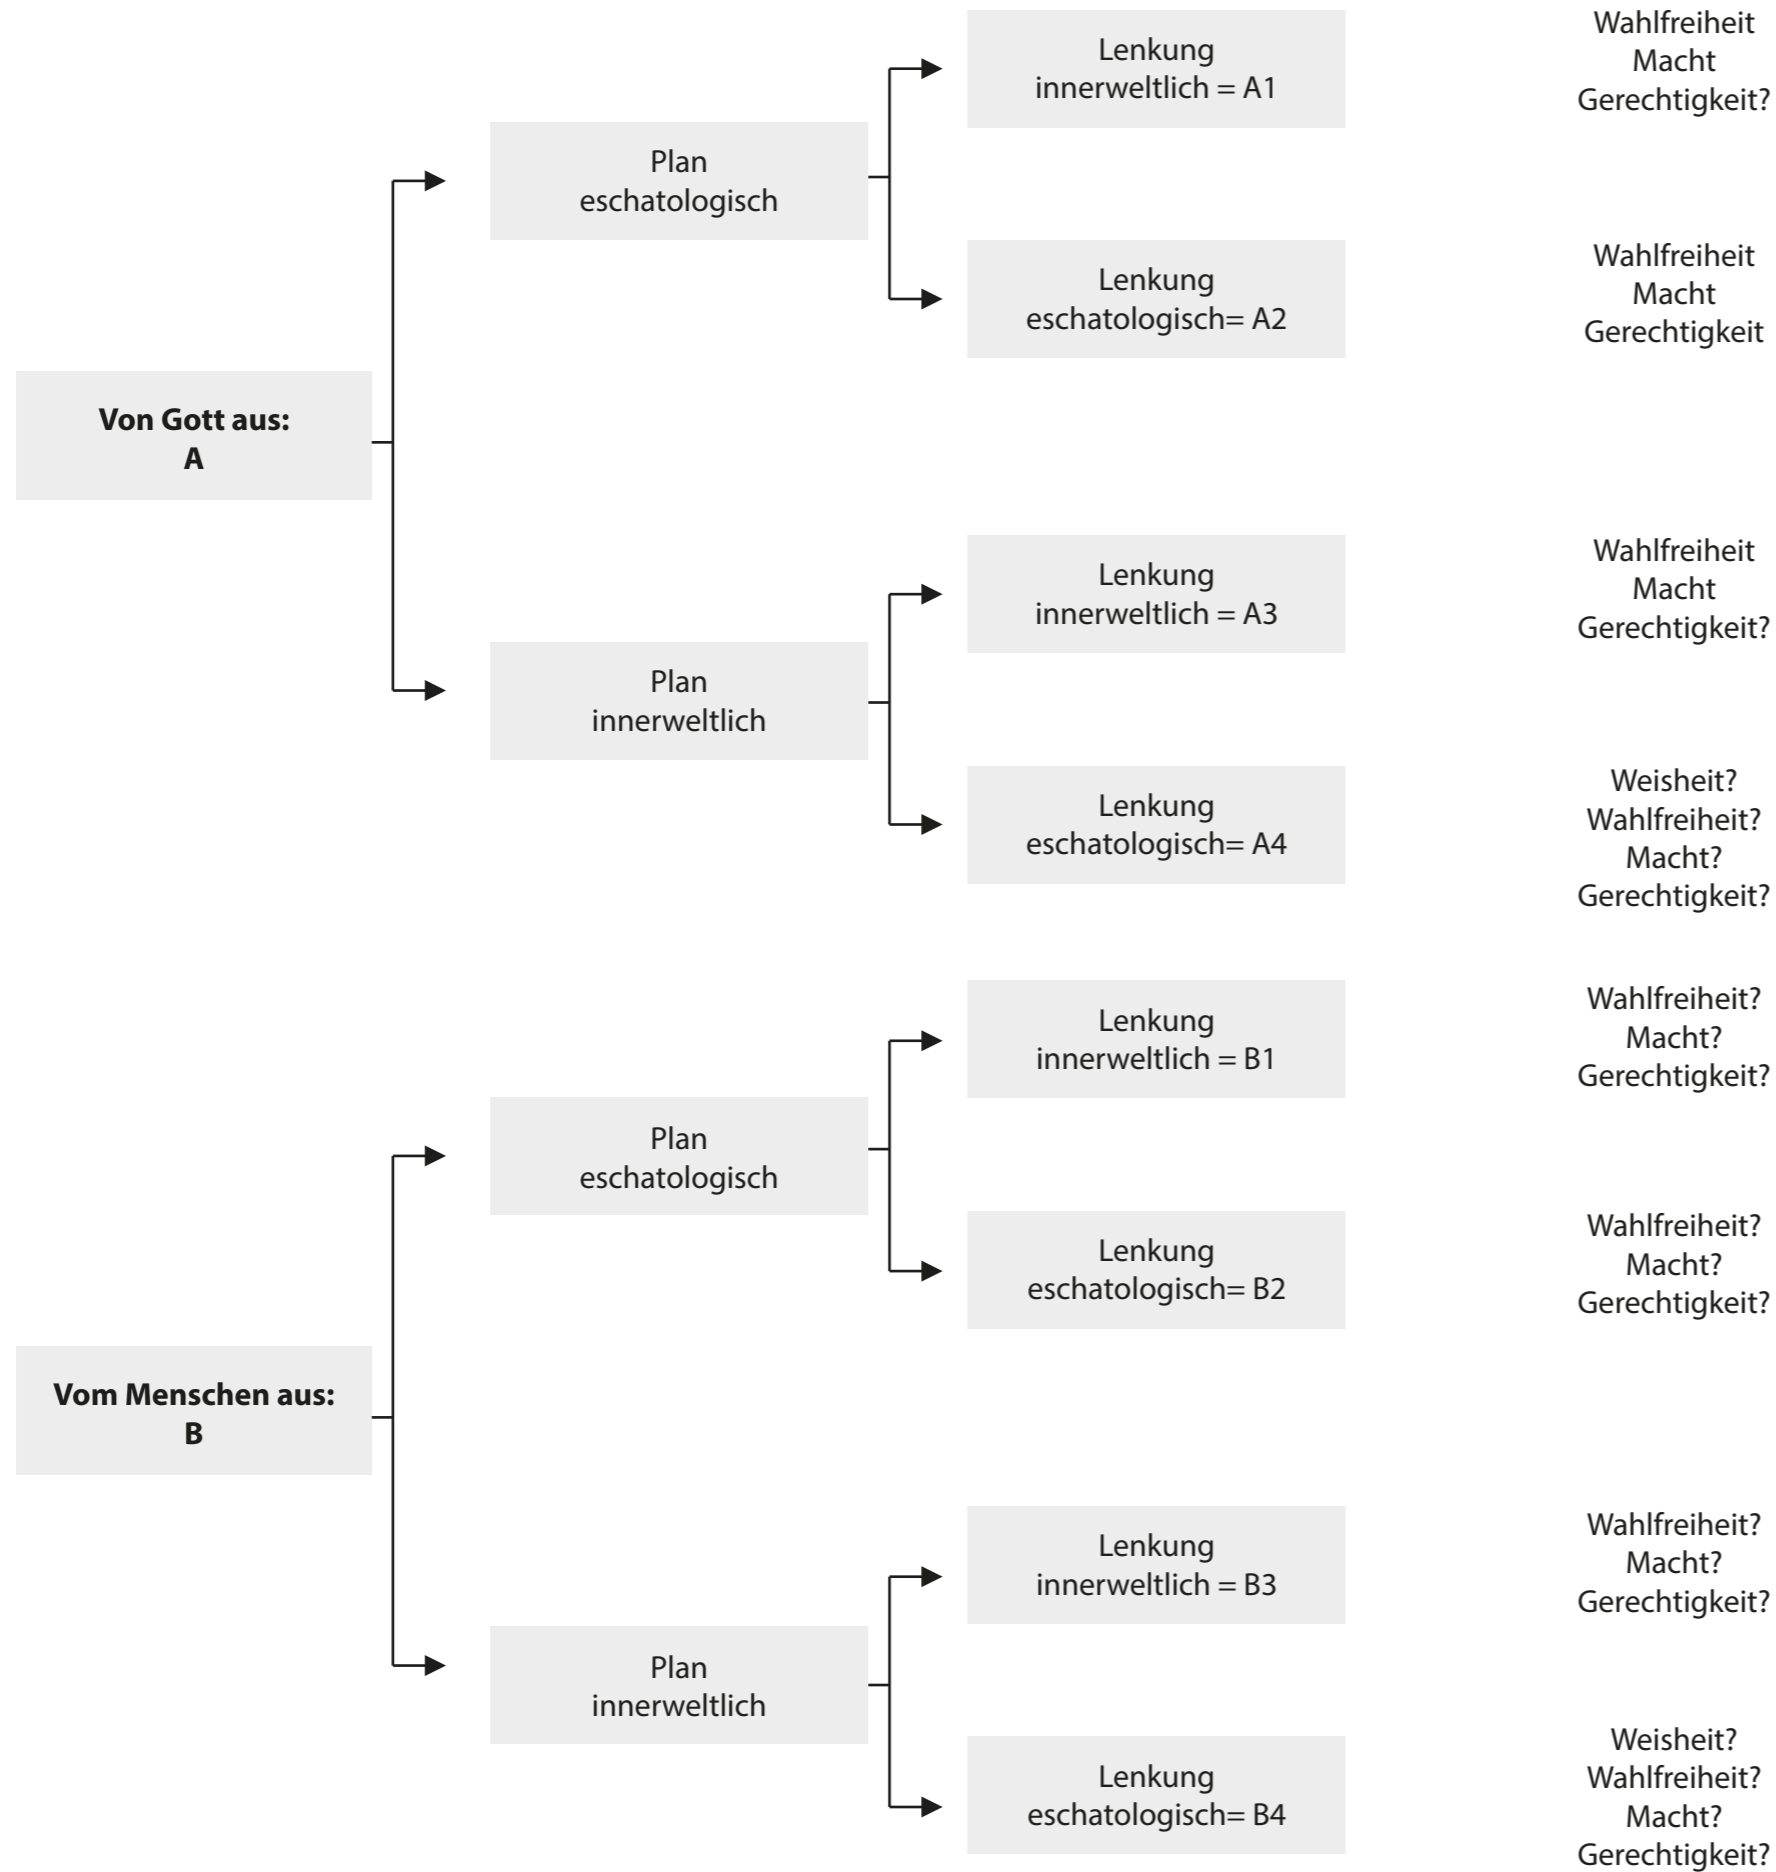 Von Gott aus:
A
Plan
eschatologisch
Lenkung
innerweltlich = A1
Wahlfreiheit
Macht
Gerechtigkeit?
Lenkung
eschatologisch= A2
Wahlfreiheit
Macht
Gerechtigkeit
Plan
innerweltlich
Lenkung
innerweltlich = A3
Wahlfreiheit
Macht
Gerechtigkeit?
Lenkung
eschatologisch= A4
Weisheit?
Wahlfreiheit?
Macht?
Gerechtigkeit?
Vom Menschen aus:
B
Plan
eschatologisch
Lenkung
innerweltlich = B1
Wahlfreiheit?
Macht?
Gerechtigkeit?
Lenkung
eschatologisch= B2
Wahlfreiheit?
Macht?
Gerechtigkeit?
Plan
innerweltlich
Lenkung
innerweltlich = B3
Wahlfreiheit?
Macht?
Gerechtigkeit?
Lenkung
eschatologisch= B4
Weisheit?
Wahlfreiheit?
Macht?
Gerechtigkeit?